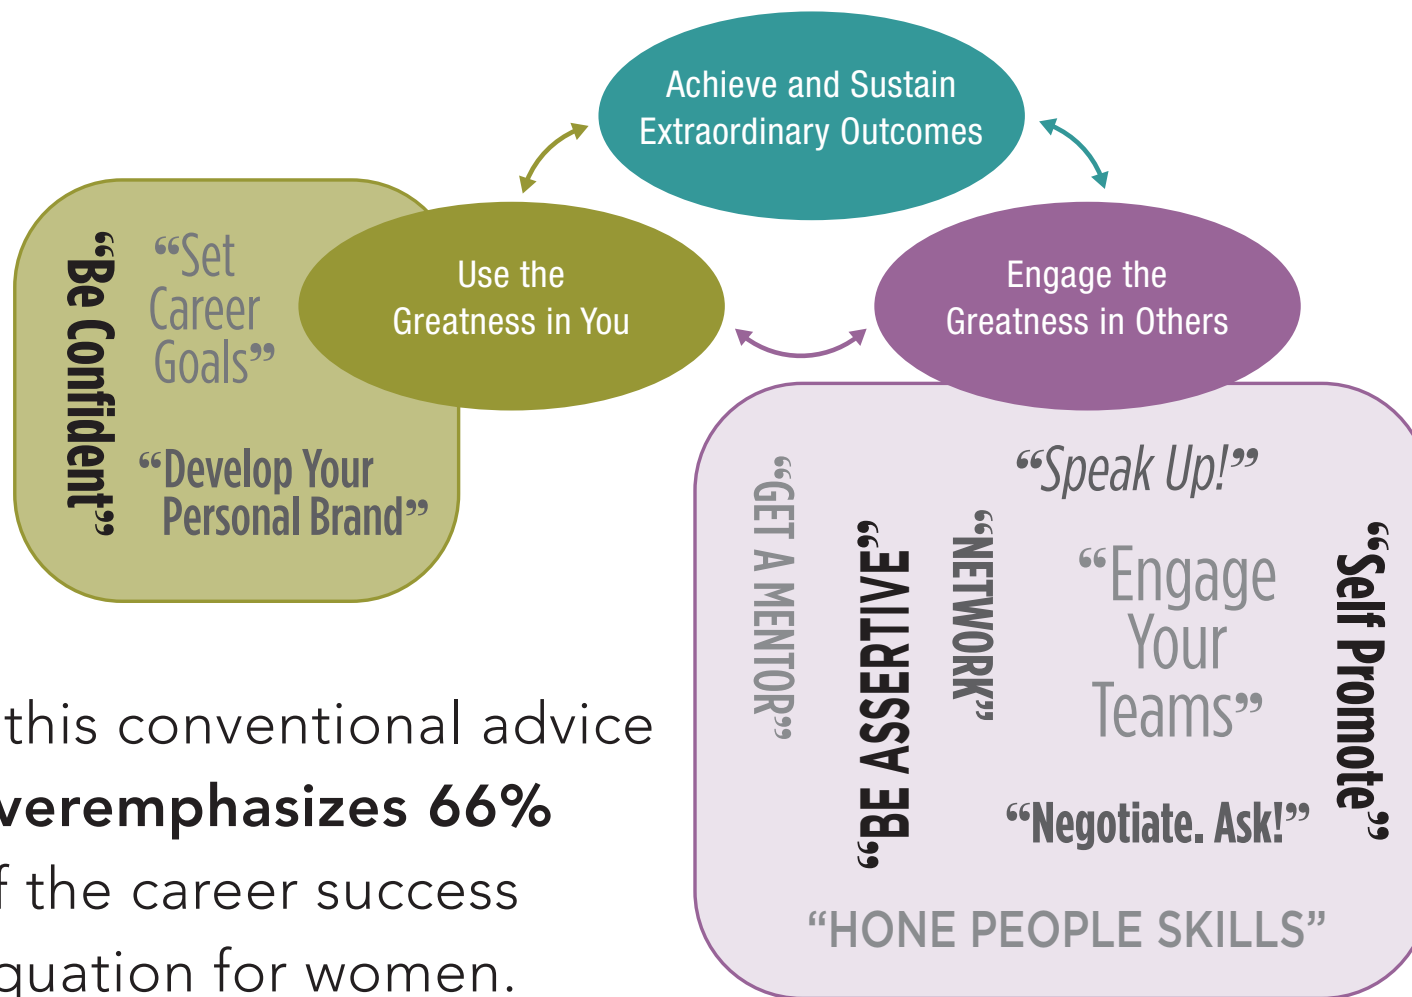 Achieve and Sustain
Extraordinary Outcomes
Use the
Greatness in You
Engage the
Greatness in Others
“Be Confident”
“Set
Career
Goals”
“Develop Your
Personal Brand”
“Speak Up!”
“GET A MENTOR”
“BE ASSERTIVE”
“NETWORK”
“Engage
Your
Teams”
“Self Promote”
“Negotiate. Ask!”
“HONE PEOPLE SKILLS”
this conventional advice
veremphasizes 66%
f the career success
quation for women.